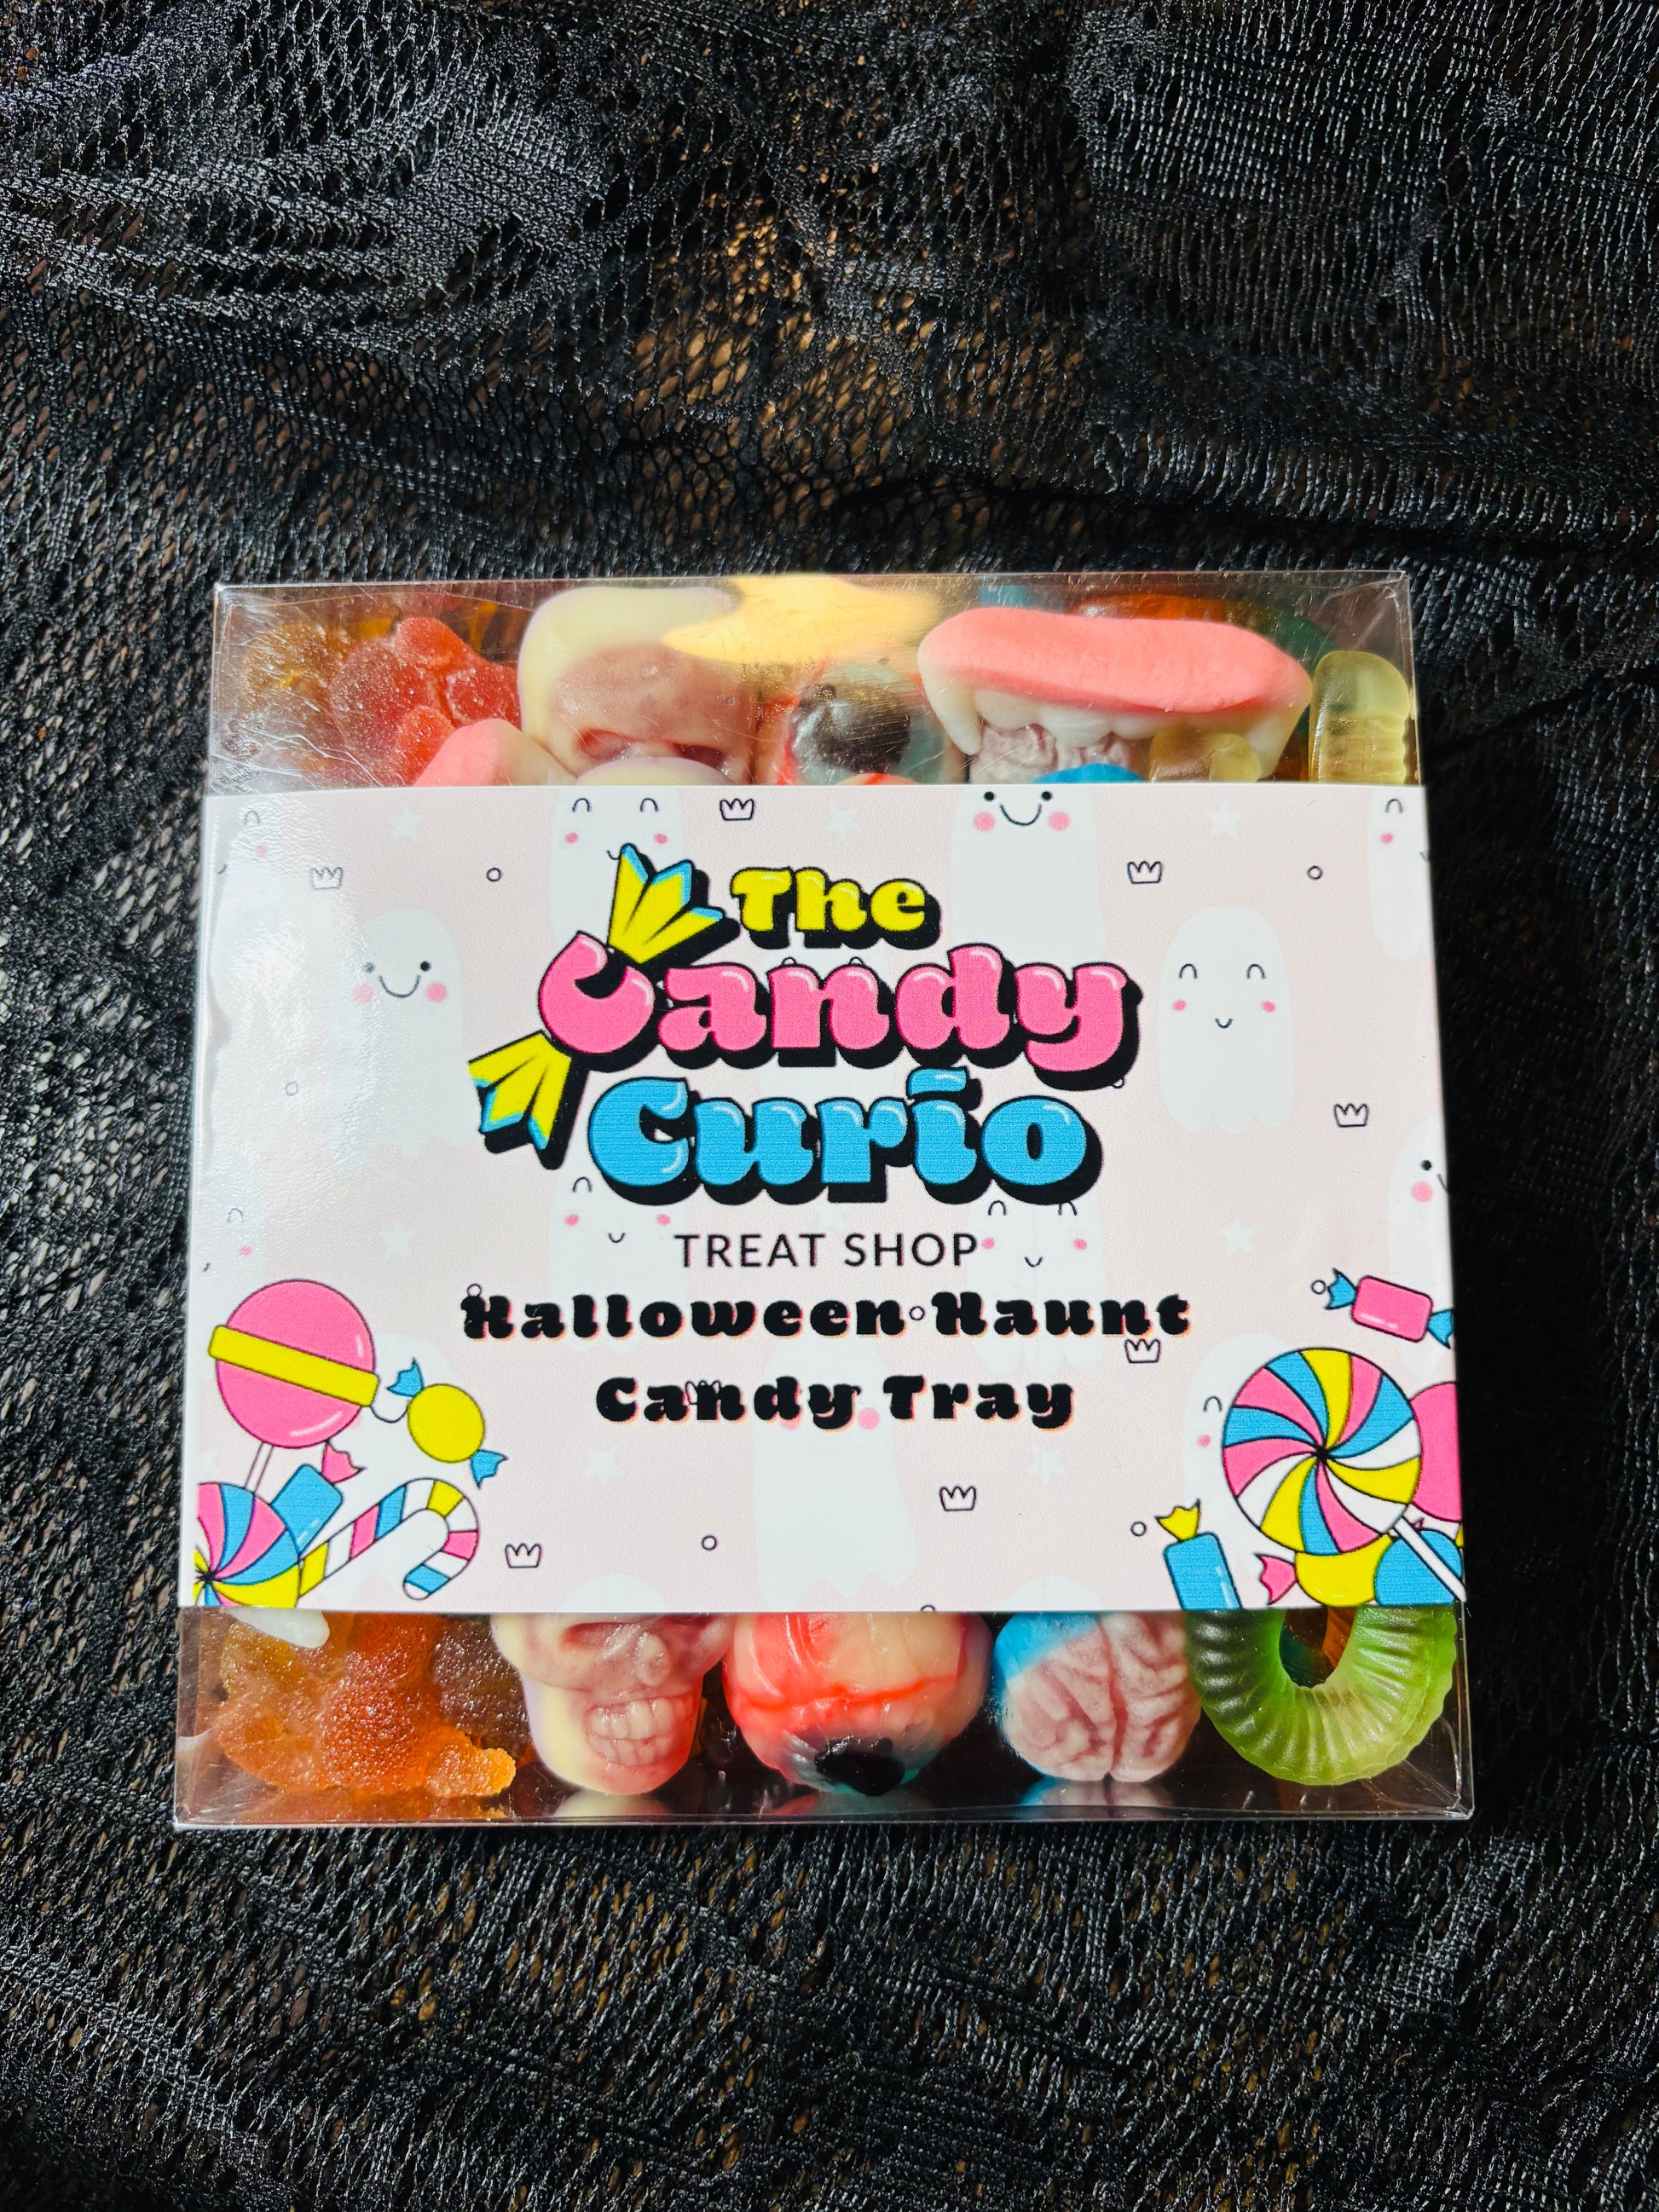 The
Candy
Curio
TREAT SHOP
Halloween Haunt
Candy Tray